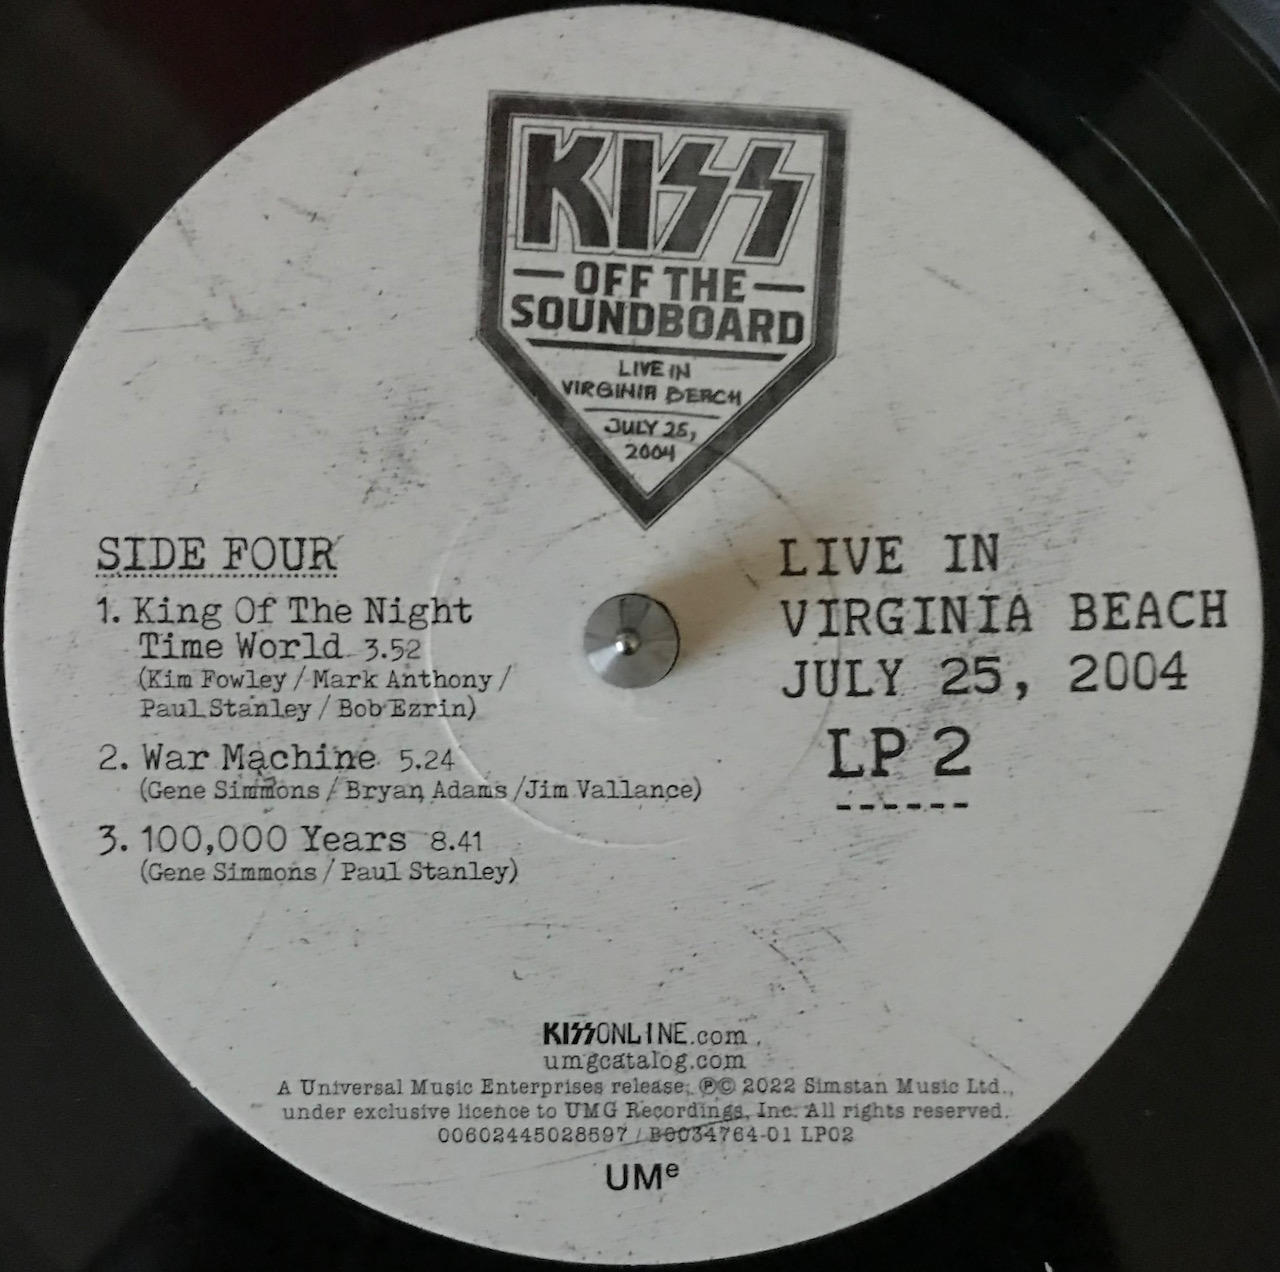 KISS
OFF THE
SOUNDBOARD
LIVE IN
VIRGINIA BEACH
JULY 25,
2004
SIDE FOUR
1. King Of The Night
Time World 3.52
(Kim Fowley / Mark Anthony /
Paul Stanley / Bob Ezrin)
2. War Machine 5.24
(Gene Simmons / Bryan Adams /Jim Vallance)
3. 100,000 Years 8.41
(Gene Simmons / Paul Stanley)
LIVE IN
VIRGINIA BEACH
JULY 25, 2004
LP 2
KISSONLINE.com
umgcatalog.com
A Universal Music Enterprises release, ℗© 2022 Simstan Music Ltd.,
under exclusive licence to UMG Recordings, Inc. All rights reserved.
00602445028597 / B0034764-01 LP02
UMe